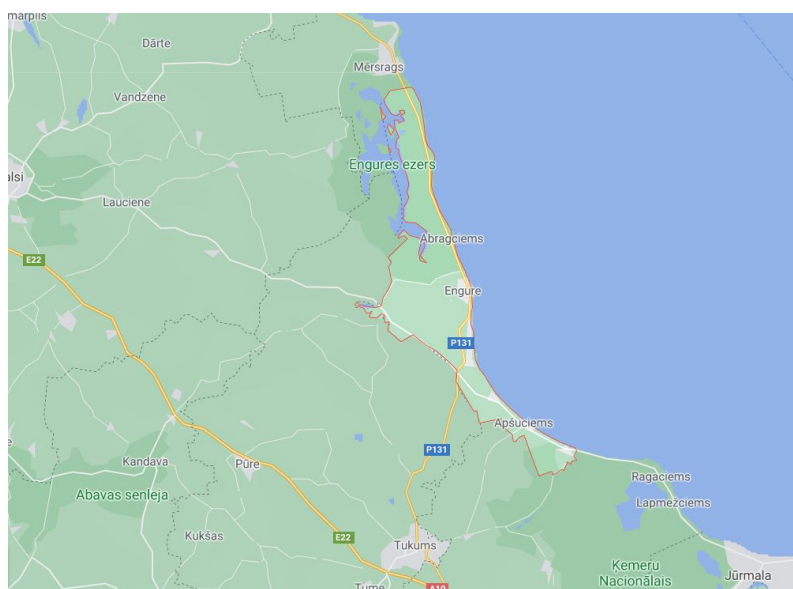 mārpils
Dārte
Mērsrags
Vandzene
Engures ezers
alsi
Lauciene
Abragciems
E22
Engure
P131
Apšuciems
P131
Kandava
Pūre
Ragaciems
Abavas senleja
Lapmežciems
Kukšas
E22
Tukums
Ķemeru
Nacionālais
Jūrmala
Tume
A10